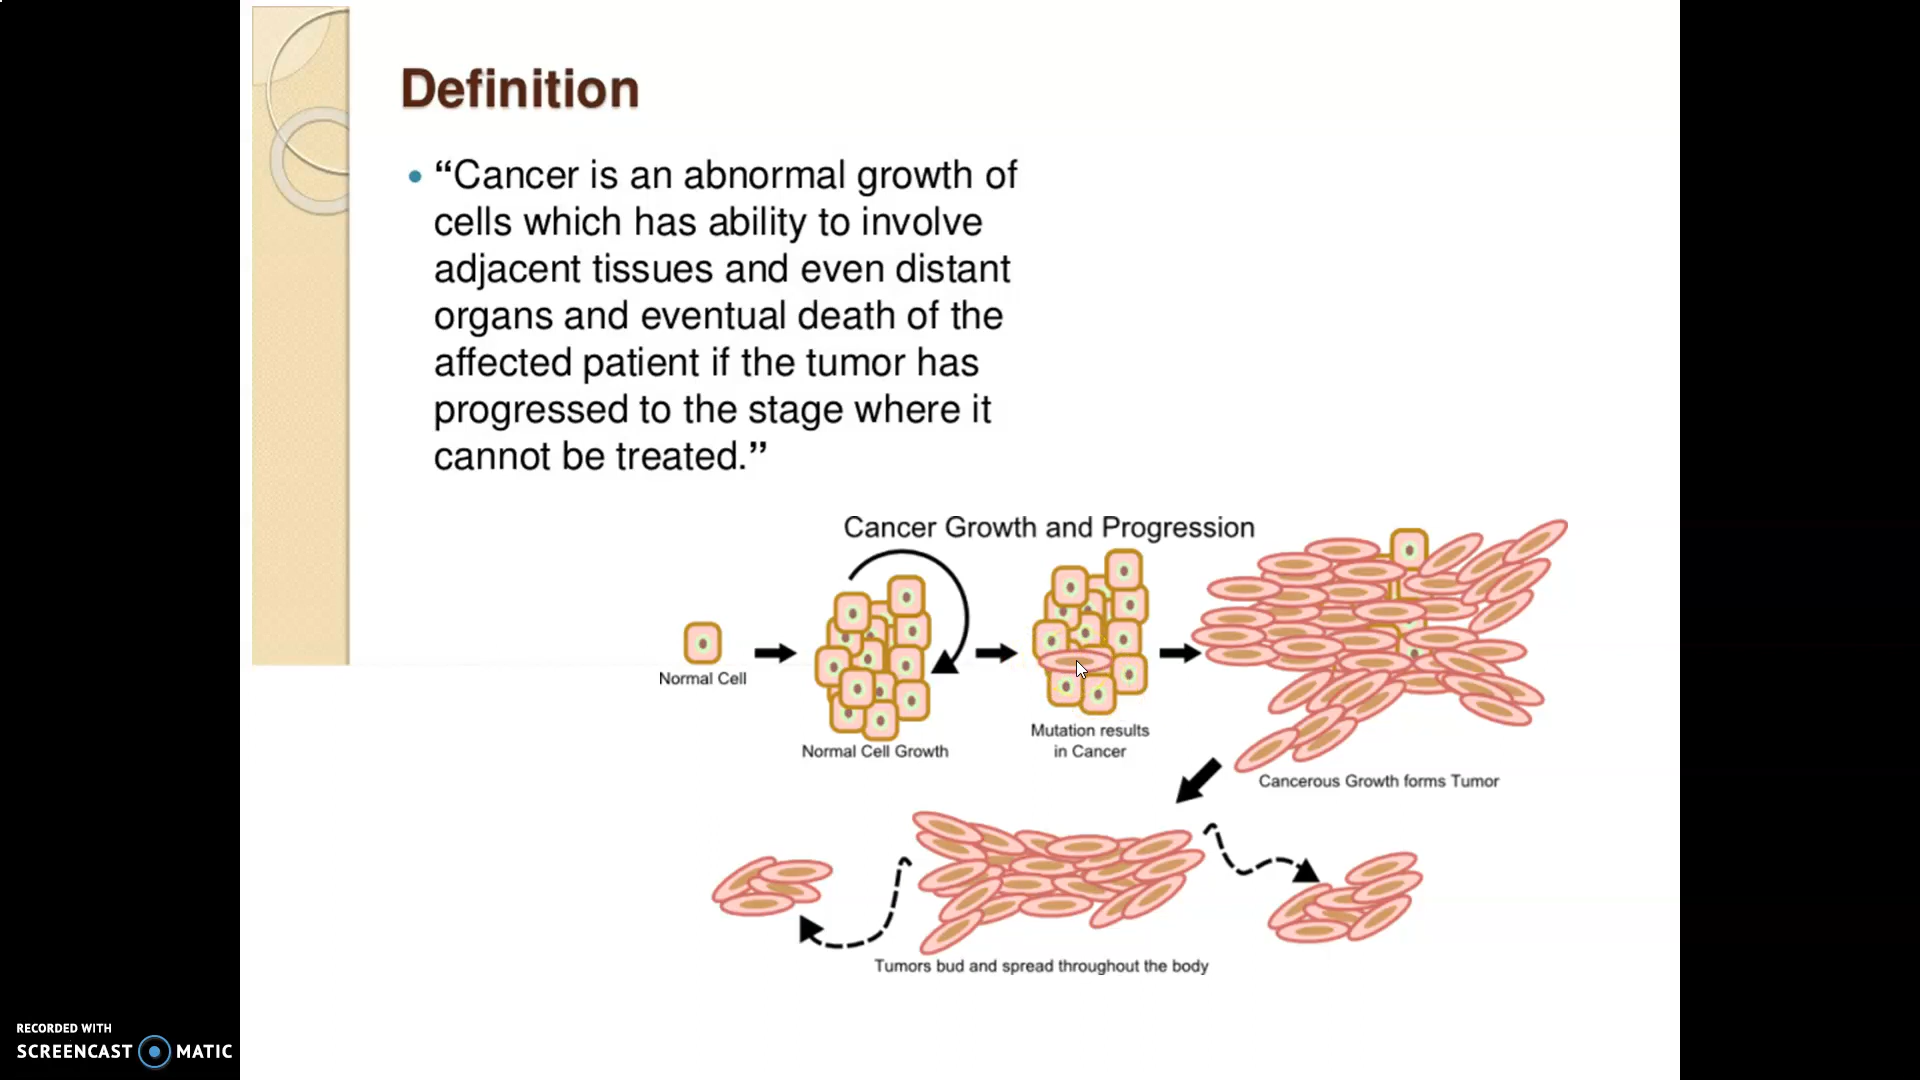 Definition
• “Cancer is an abnormal growth of
cells which has ability to involve
adjacent tissues and even distant
organs and eventual death of the
affected patient if the tumor has
progressed to the stage where it
cannot be treated.”
Cancer Growth and Progression
Normal Cell
Normal Cell Growth
Mutation results
in Cancer
Cancerous Growth forms Tumor
Tumors bud and spread throughout the body
RECORDED WITH
SCREENCAST MATIC